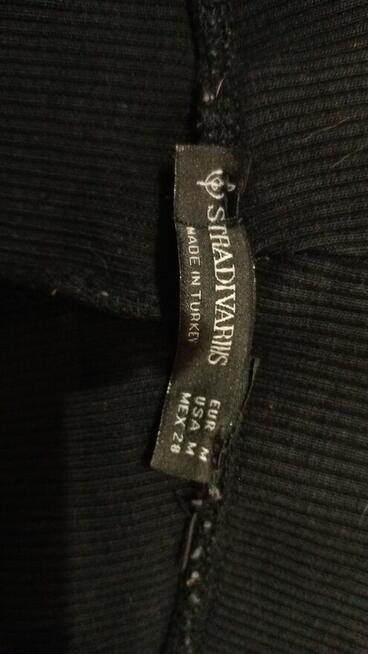 STRADIVARIUS
MADE IN TURKEY
EUR M
USA M
MEX 28